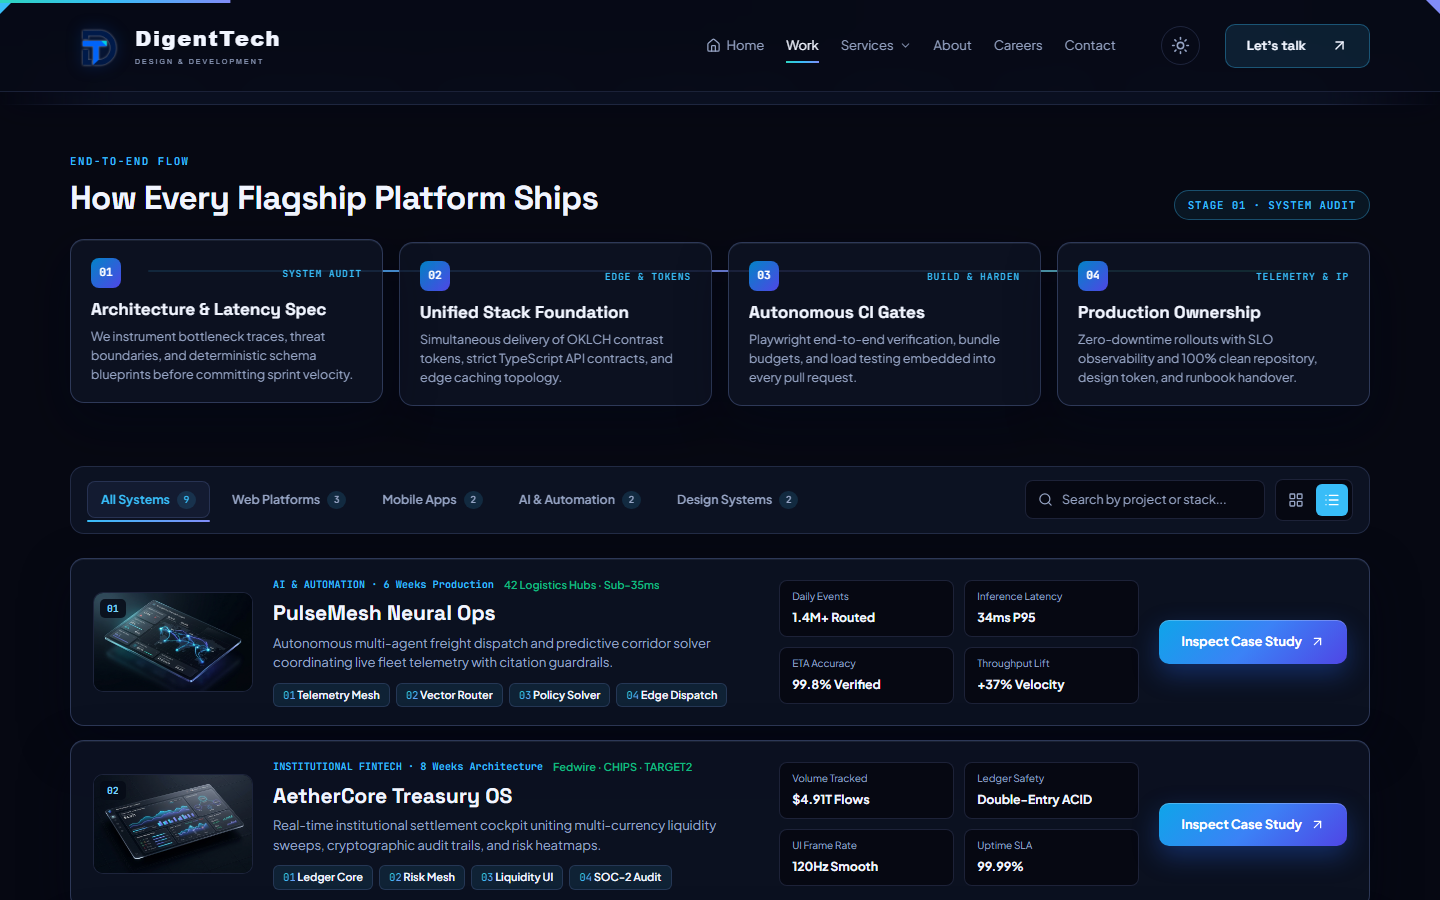 DigentTech
DESIGN & DEVELOPMENT
Home
Work
Services
About
Careers
Contact
Let's talk
END-TO-END FLOW
How Every Flagship Platform Ships
STAGE 01 · SYSTEM AUDIT
01
SYSTEM AUDIT
Architecture & Latency Spec
We instrument bottleneck traces, threat
boundaries, and deterministic schema
blueprints before committing sprint velocity.
02
EDGE & TOKENS
Unified Stack Foundation
Simultaneous delivery of OKLCH contrast
tokens, strict TypeScript API contracts, and
edge caching topology.
03
BUILD & HARDEN
Autonomous CI Gates
Playwright end-to-end verification, bundle
budgets, and load testing embedded into
every pull request.
04
TELEMETRY & IP
Production Ownership
Zero-downtime rollouts with SLO
observability and 100% clean repository,
design token, and runbook handover.
All Systems 9
Web Platforms 3
Mobile Apps 2
AI & Automation 2
Design Systems 2
Search by project or stack...
01
AI & AUTOMATION · 6 Weeks Production 42 Logistics Hubs · Sub-35ms
PulseMesh Neural Ops
Autonomous multi-agent freight dispatch and predictive corridor solver
coordinating live fleet telemetry with citation guardrails.
01 Telemetry Mesh
02 Vector Router
03 Policy Solver
04 Edge Dispatch
Daily Events
1.4M+ Routed
Inference Latency
34ms P95
ETA Accuracy
99.8% Verified
Throughput Lift
+37% Velocity
Inspect Case Study
02
INSTITUTIONAL FINTECH · 8 Weeks Architecture Fedwire · CHIPS · TARGET2
AetherCore Treasury OS
Real-time institutional settlement cockpit uniting multi-currency liquidity
sweeps, cryptographic audit trails, and risk heatmaps.
01 Ledger Core
02 Risk Mesh
03 Liquidity UI
04 SOC-2 Audit
Volume Tracked
$4.91T Flows
Ledger Safety
Double-Entry ACID
UI Frame Rate
120Hz Smooth
Uptime SLA
99.99%
Inspect Case Study